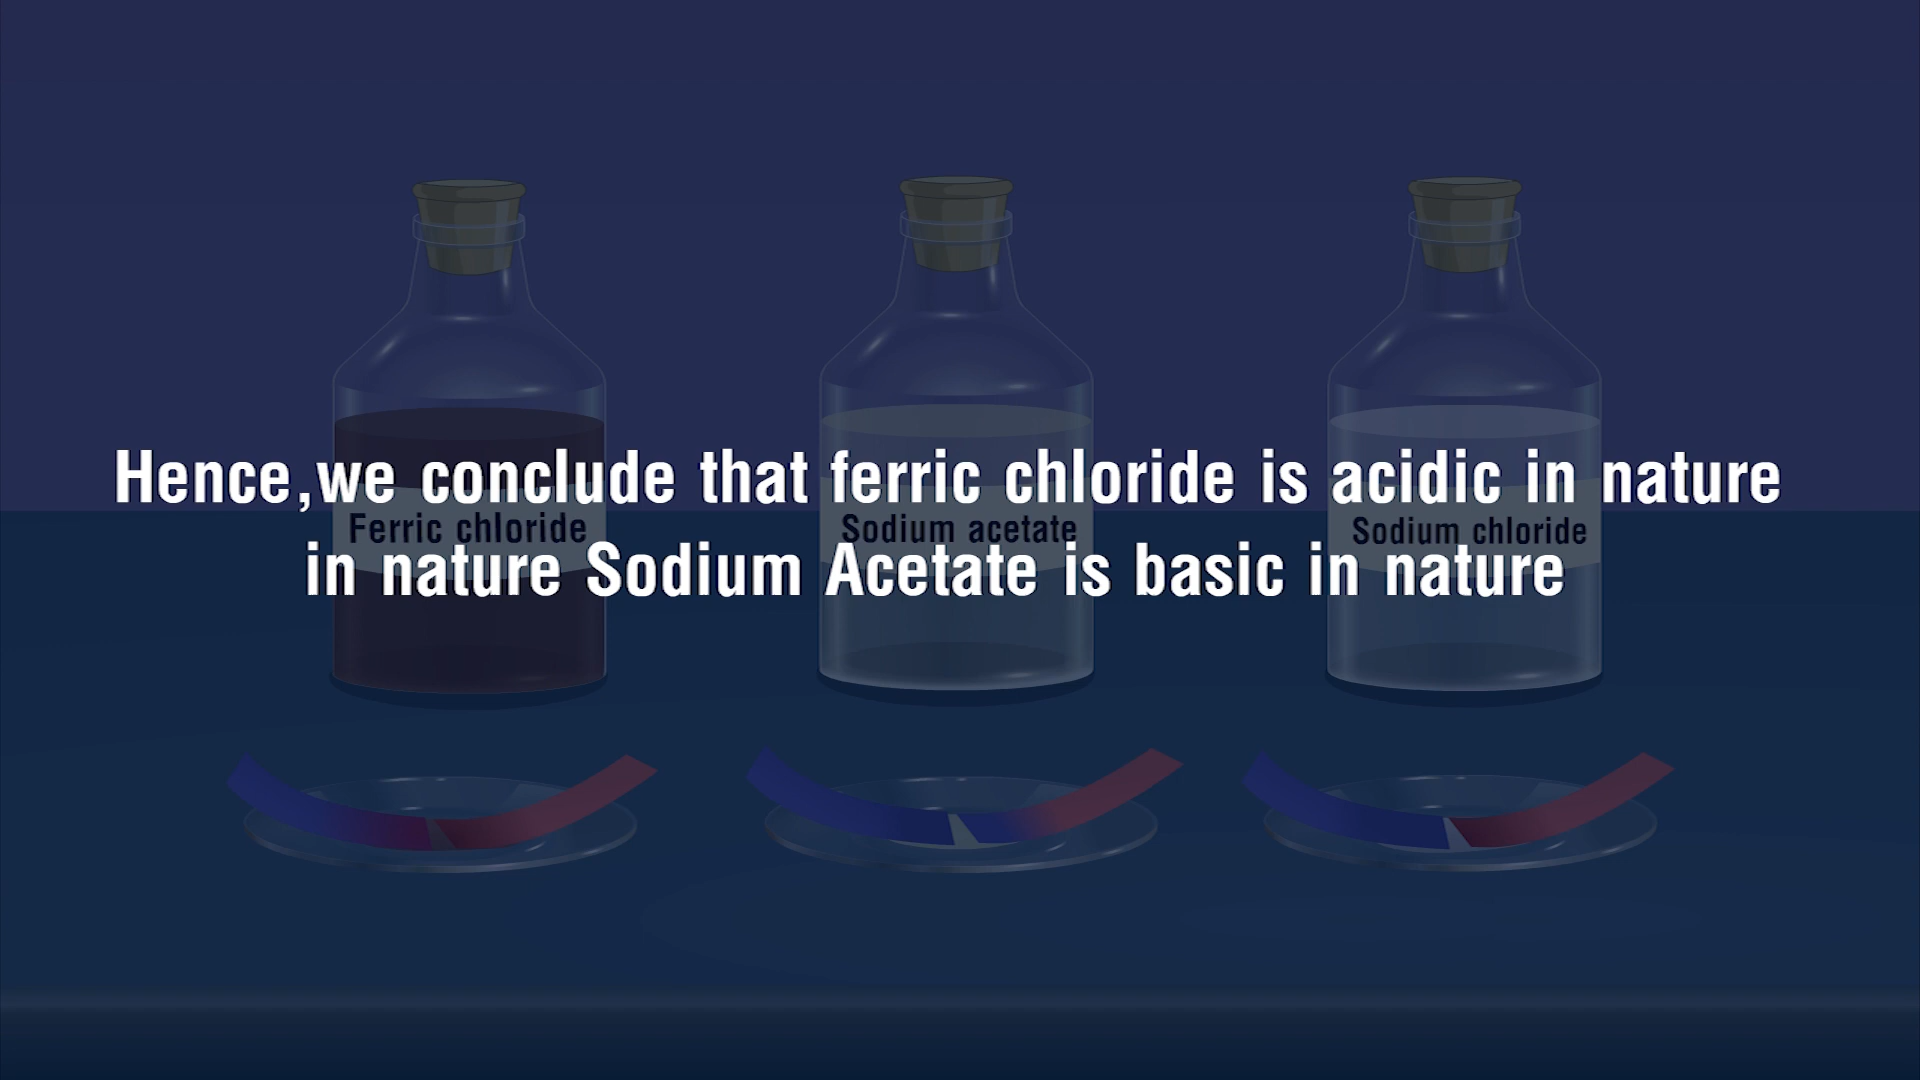 Hence,we conclude that ferric chloride is acidic in nature
Ferric chloride Sodium acetate Sodium chloride
in nature Sodium Acetate is basic in nature